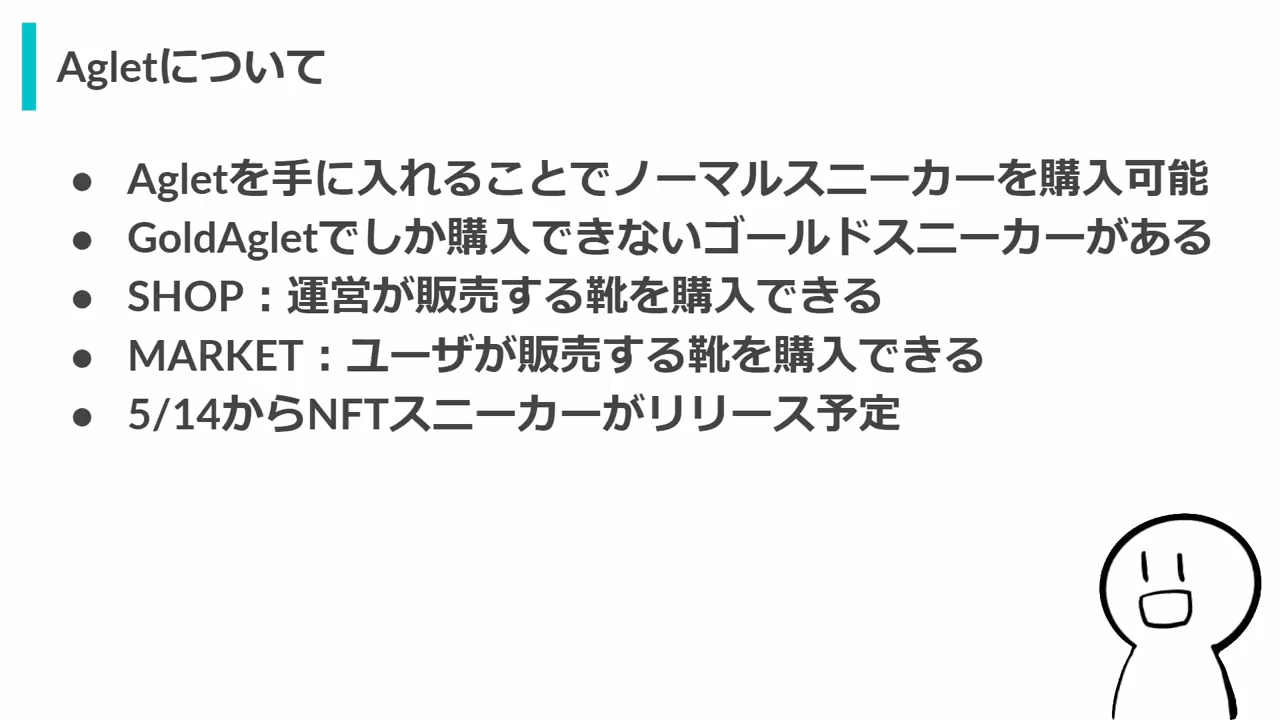 Agletについて
● Agletを手に入れることでノーマルスニーカーを購入可能
● GoldAgletでしか購入できないゴールドスニーカーがある
● SHOP：運営が販売する靴を購入できる
● MARKET：ユーザが販売する靴を購入できる
● 5/14からNFTスニーカーがリリース予定